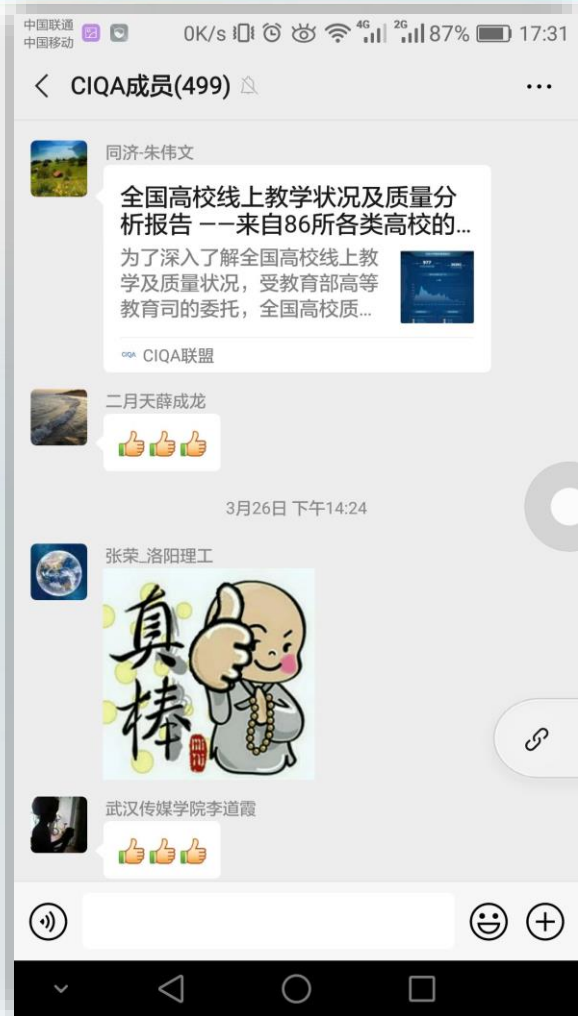 中国联通
中国移动
0K/s 4G 2G 87% 17:31
CIQA成员(499)
同济-朱伟文
全国高校线上教学状况及质量分
析报告 ——来自86所各类高校的...
为了深入了解全国高校线上教
学及质量状况，受教育部高等
教育司的委托，全国高校质...
CIQA CIQA联盟
二月天薛成龙
3月26日 下午14:24
张荣_洛阳理工
真
棒
武汉传媒学院李道霞